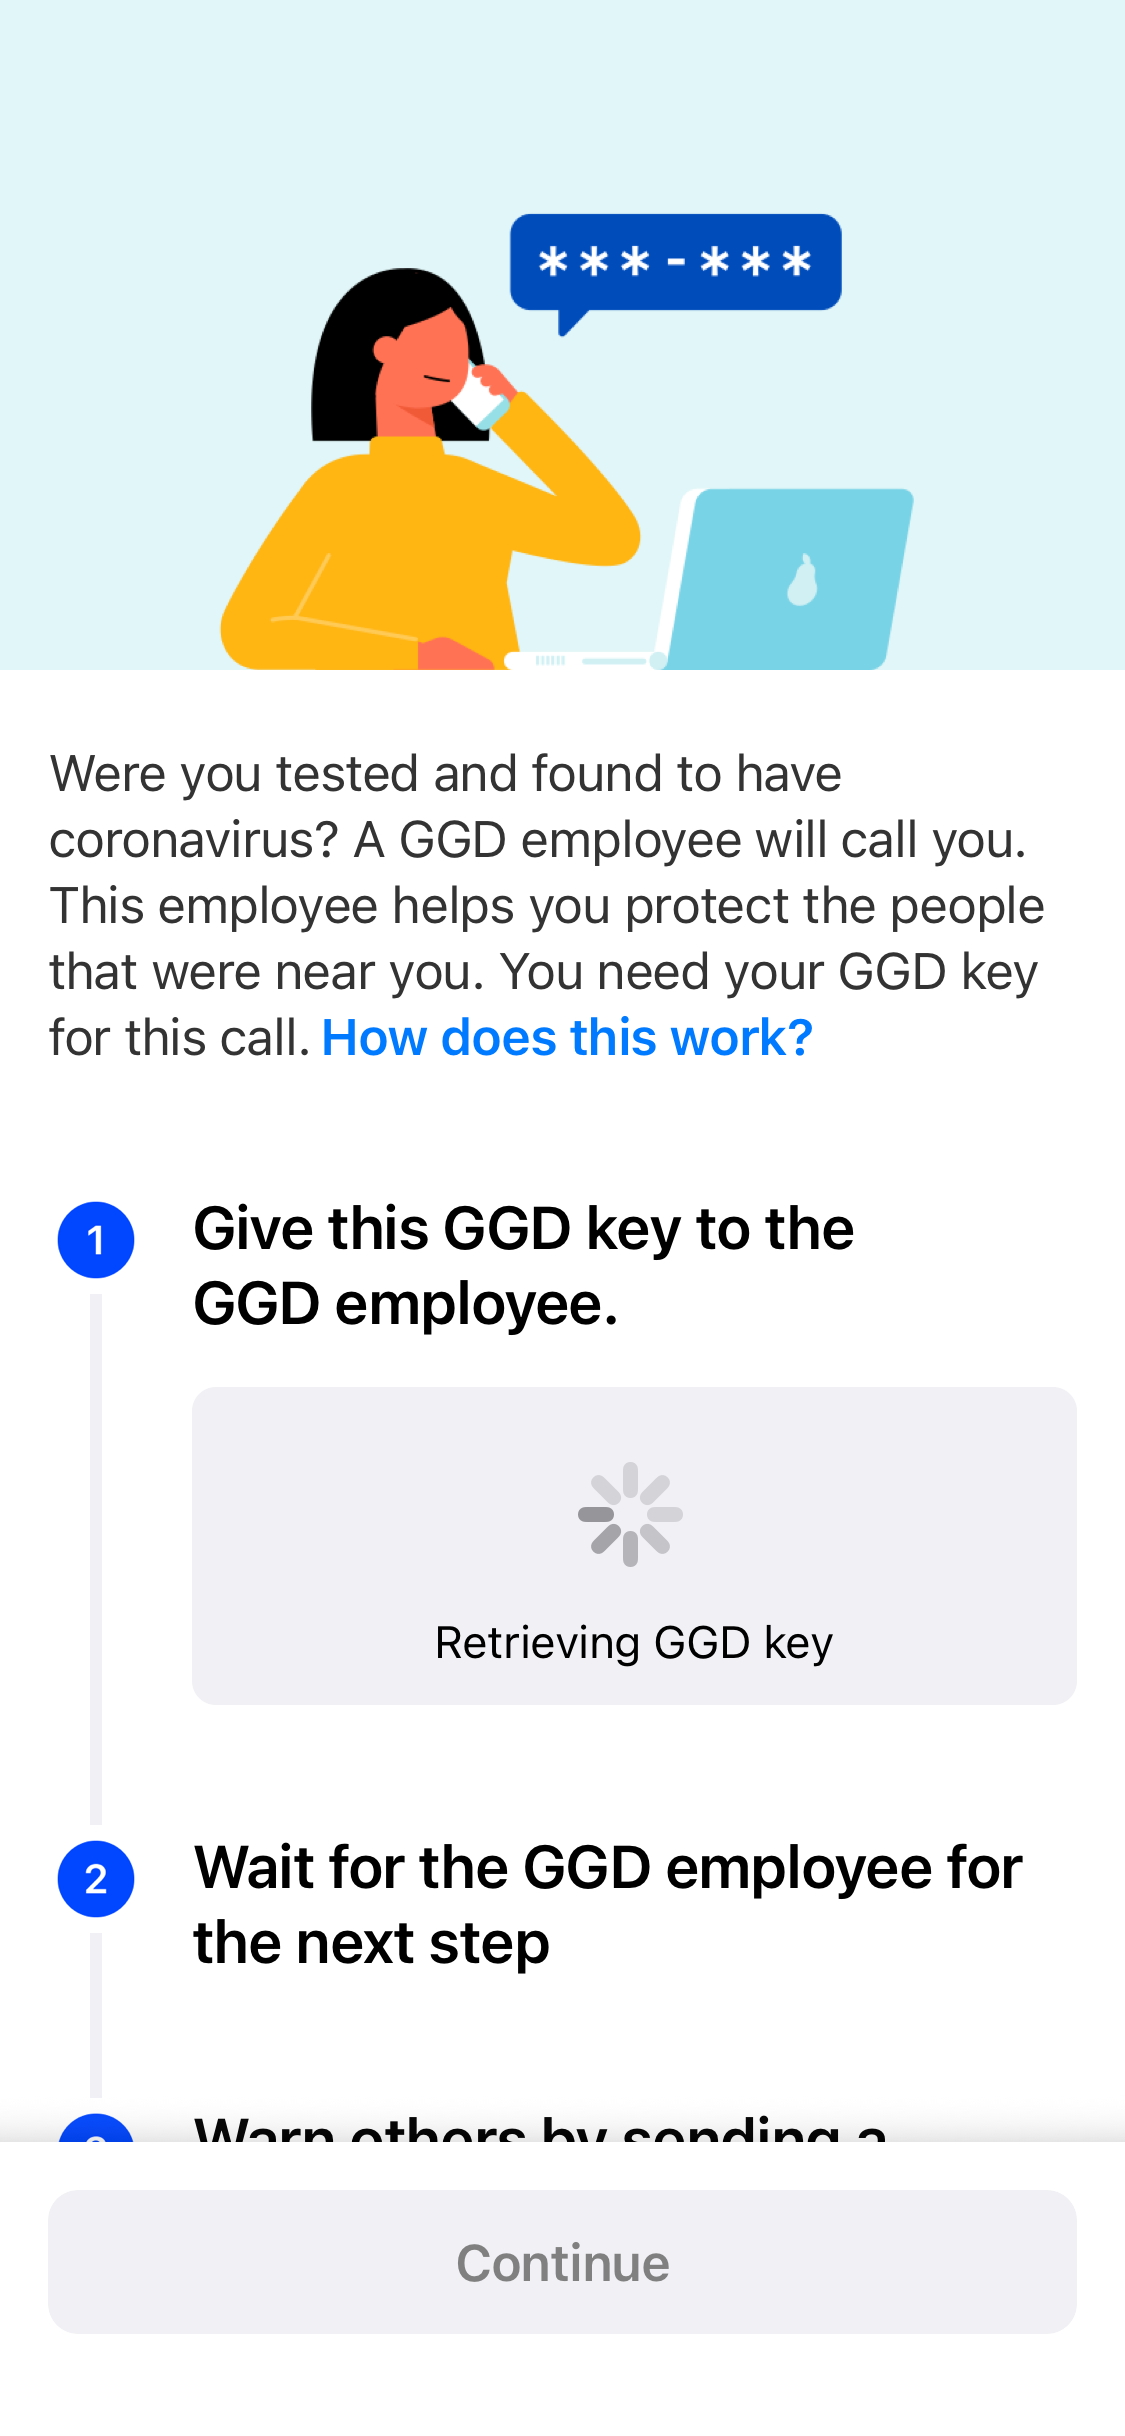 ***-***
Were you tested and found to have
coronavirus? A GGD employee will call you.
This employee helps you protect the people
that were near you. You need your GGD key
for this call. How does this work?
1
Give this GGD key to the
GGD employee.
Retrieving GGD key
2
Wait for the GGD employee for
the next step
Warn others by sending a
Continue